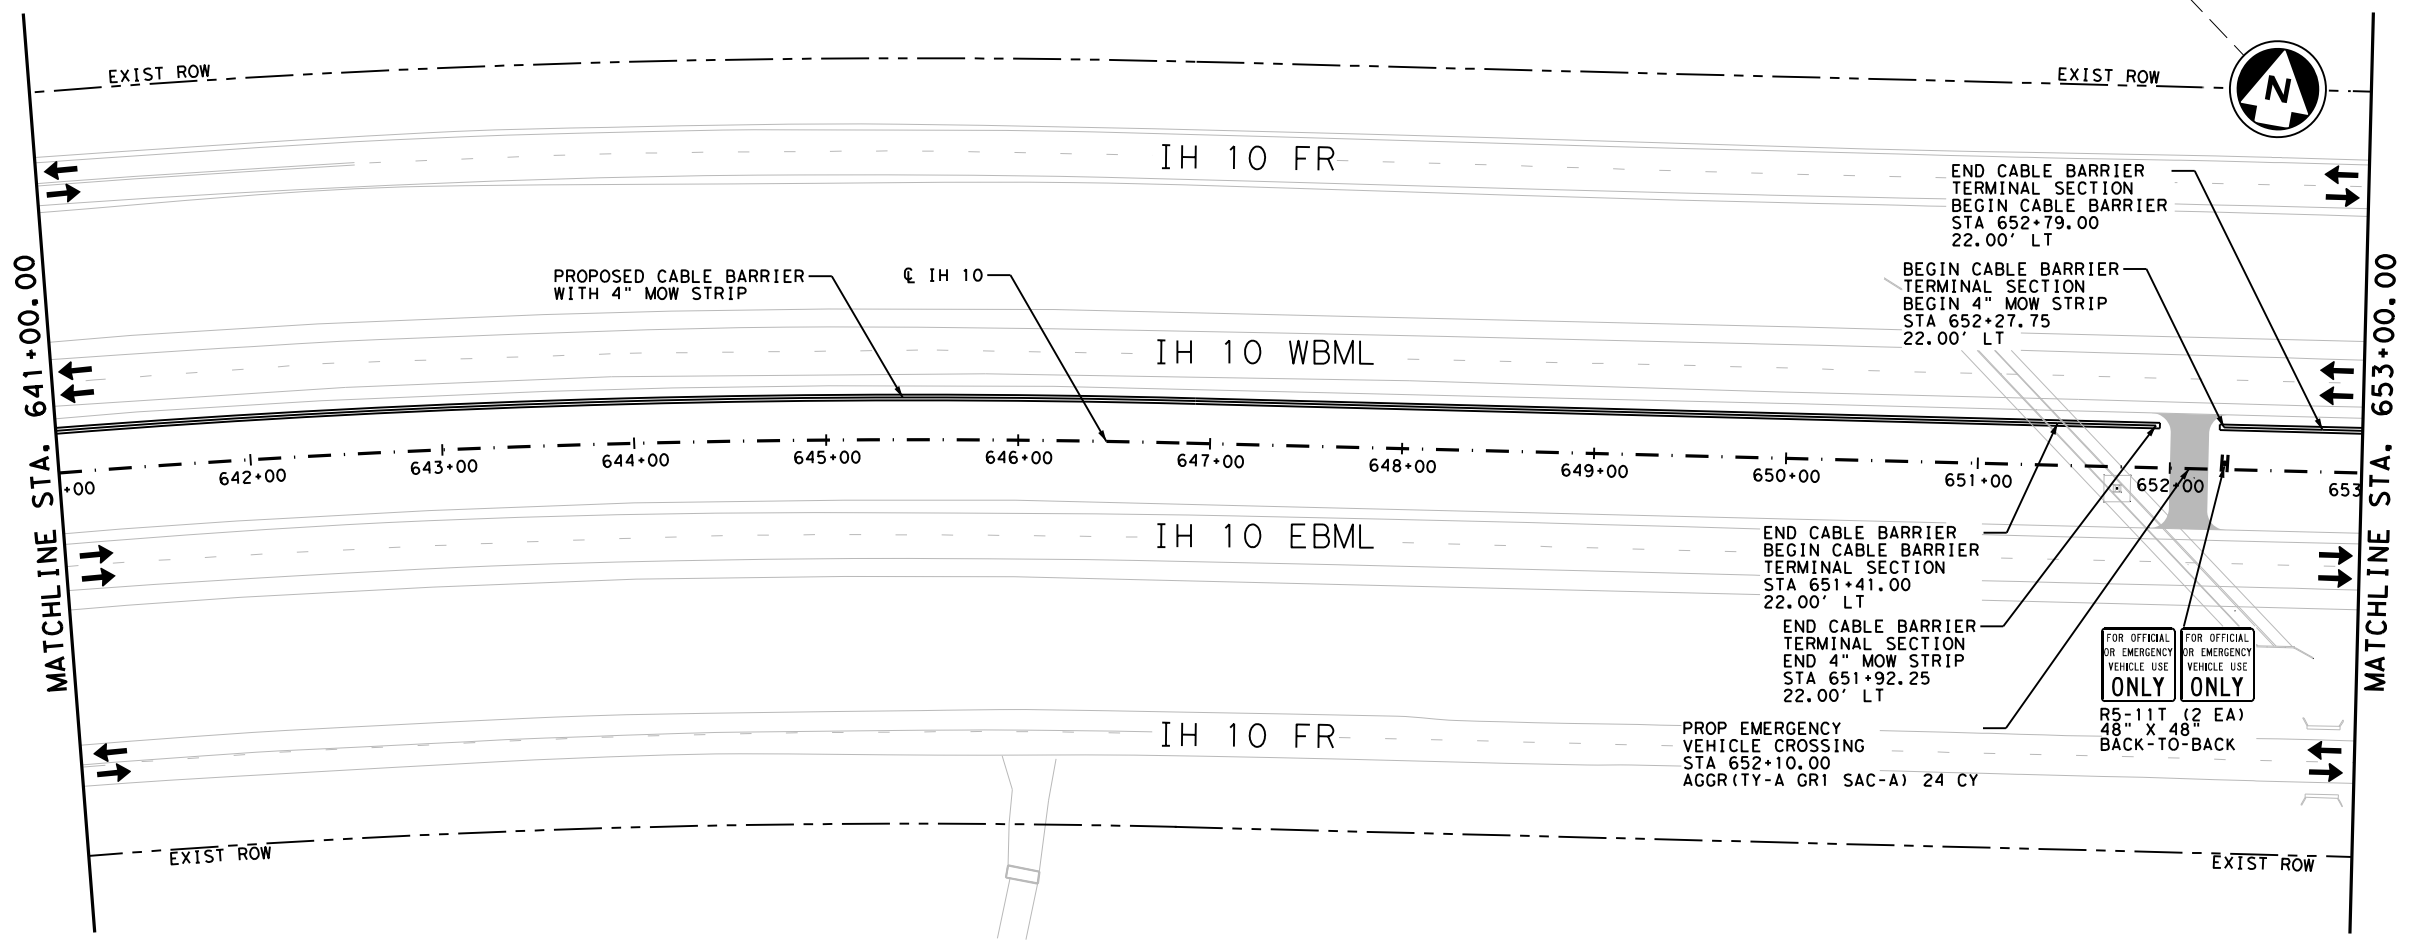 EXIST ROW
EXIST ROW
N
IH 10 FR
END CABLE BARRIER
TERMINAL SECTION
BEGIN CABLE BARRIER
STA 652+79.00
22.00' LT
PROPOSED CABLE BARRIER
WITH 4" MOW STRIP
℄ IH 10
BEGIN CABLE BARRIER
TERMINAL SECTION
BEGIN 4" MOW STRIP
STA 652+27.75
22.00' LT
MATCHLINE STA. 641+00.00
IH 10 WBML
MATCHLINE STA. 653+00.00
+00
642+00
643+00
644+00
645+00
646+00
647+00
648+00
649+00
650+00
651+00
652+00
653
IH 10 EBML
END CABLE BARRIER
BEGIN CABLE BARRIER
TERMINAL SECTION
STA 651+41.00
22.00' LT
END CABLE BARRIER
TERMINAL SECTION
END 4" MOW STRIP
STA 651+92.25
22.00' LT
FOR OFFICIAL
OR EMERGENCY
VEHICLE USE
ONLY
FOR OFFICIAL
OR EMERGENCY
VEHICLE USE
ONLY
R5-11T (2 EA)
48" X 48"
BACK-TO-BACK
IH 10 FR
PROP EMERGENCY
VEHICLE CROSSING
STA 652+10.00
AGGR(TY-A GR1 SAC-A) 24 CY
EXIST ROW
EXIST ROW